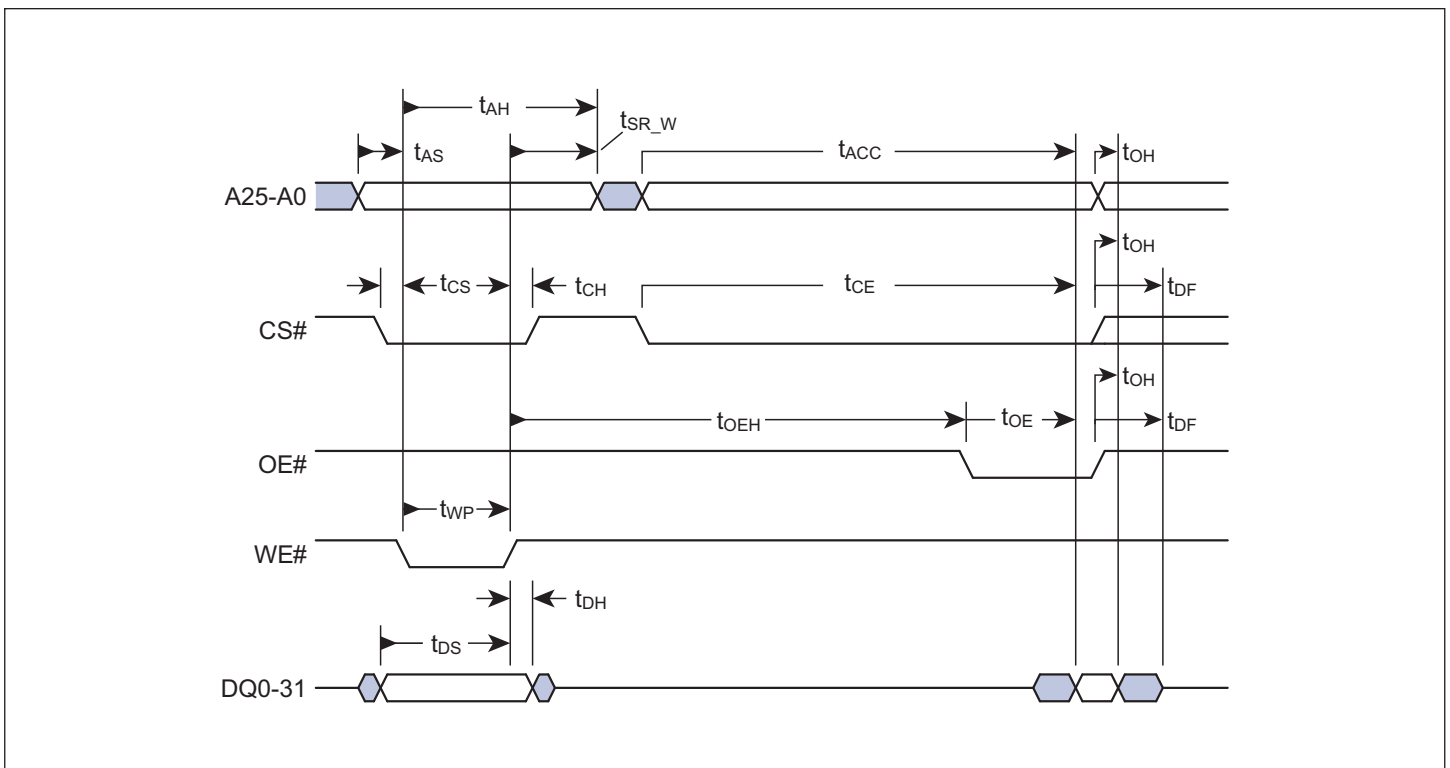 tAH
tSR_W
tAS
tACC
tOH
A25-A0
tOH
tCS
tCH
tCE
tDF
CS#
tOH
tOEH
tOE
tDF
OE#
tWP
WE#
tDH
tDS
DQ0-31